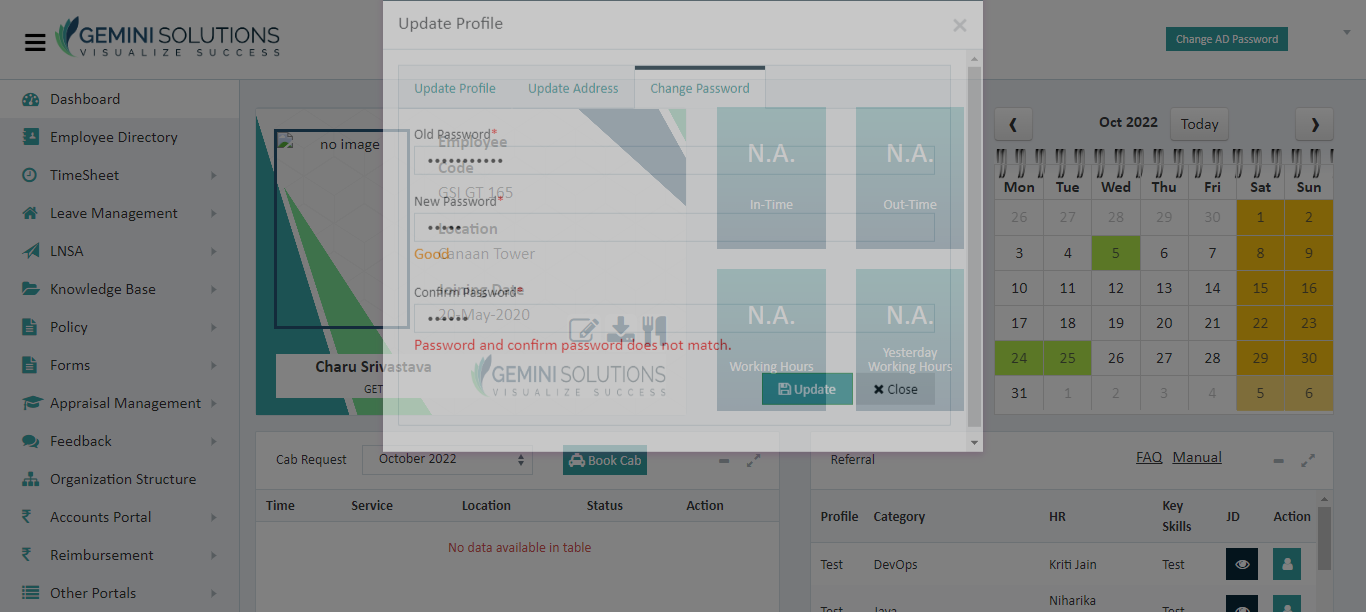 Update Profile
×
GEMINI SOLUTIONS
VISUALIZE SUCCESS
Change AD Password
Update Profile
Update Address
Change Password
Dashboard
Employee Directory
TimeSheet
Leave Management
LNSA
Knowledge Base
Policy
Forms
Appraisal Management
Feedback
Organization Structure
Accounts Portal
Reimbursement
Other Portals
no image
Charu Srivastava
GET
Old Password*
•••••••••••
New Password*
•••••
Good
Confirm Password*
••••••
Password and confirm password does not match.
Update
Close
Employee
Code
GSI GT 165
Location
Canaan Tower
Joining Date
20-May-2020
GEMINI SOLUTIONS
VISUALIZE SUCCESS
N.A.
In-Time
N.A.
Out-Time
N.A.
Working Hours
N.A.
Yesterday
Working Hours
❮
Oct 2022
Today
❯
Mon Tue Wed Thu Fri Sat Sun
26 27 28 29 30 1 2
3 4 5 6 7 8 9
10 11 12 13 14 15 16
17 18 19 20 21 22 23
24 25 26 27 28 29 30
31 1 2 3 4 5 6
Cab Request
October 2022
Book Cab
Time Service Location Status Action
No data available in table
Referral
FAQ Manual
Profile Category HR Key Skills JD Action
Test DevOps Kriti Jain Test
Test Java Niharika Test